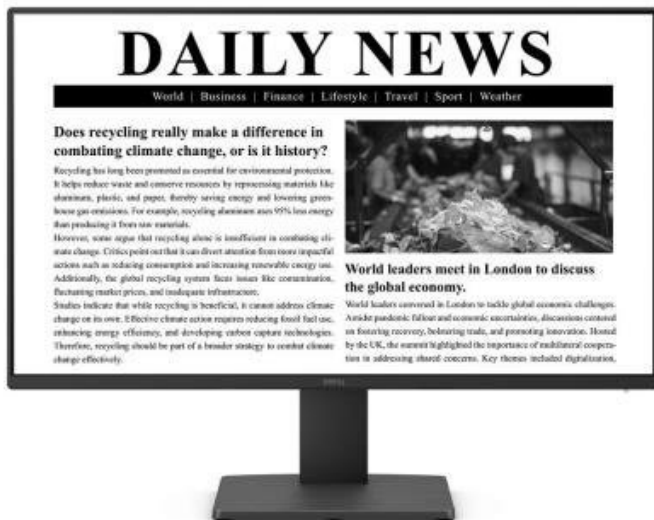 DAILY NEWS
World | Business | Finance | Lifestyle | Travel | Sport | Weather
Does recycling really make a difference in
combating climate change, or is it history?
Recycling has long been promoted as essential for environmental protection.
It helps reduce waste and conserve resources by reprocessing materials like
aluminum, plastic, and paper, thereby saving energy and lowering green-
house gas emissions. For example, recycling aluminum uses 95% less energy
than producing it from raw materials.
However, some argue that recycling alone is insufficient in combating cli-
mate change. Critics point out that it can divert attention from more impactful
actions such as reducing consumption and increasing renewable energy use.
Additionally, the global recycling system faces issues like contamination,
fluctuating market prices, and inadequate infrastructure.
Studies indicate that while recycling is beneficial, it cannot address climate
change on its own. Effective climate action requires reducing fossil fuel use,
enhancing energy efficiency, and developing carbon capture technologies.
Therefore, recycling should be part of a broader strategy to combat climate
change effectively.
World leaders meet in London to discuss
the global economy.
World leaders convened in London to tackle global economic challenges.
Amidst pandemic fallout and economic uncertainties, discussions centered
on fostering recovery, bolstering trade, and promoting innovation. Hosted
by the UK, the summit highlighted the importance of multilateral coopera-
tion in addressing shared concerns. Key themes included digitalization,